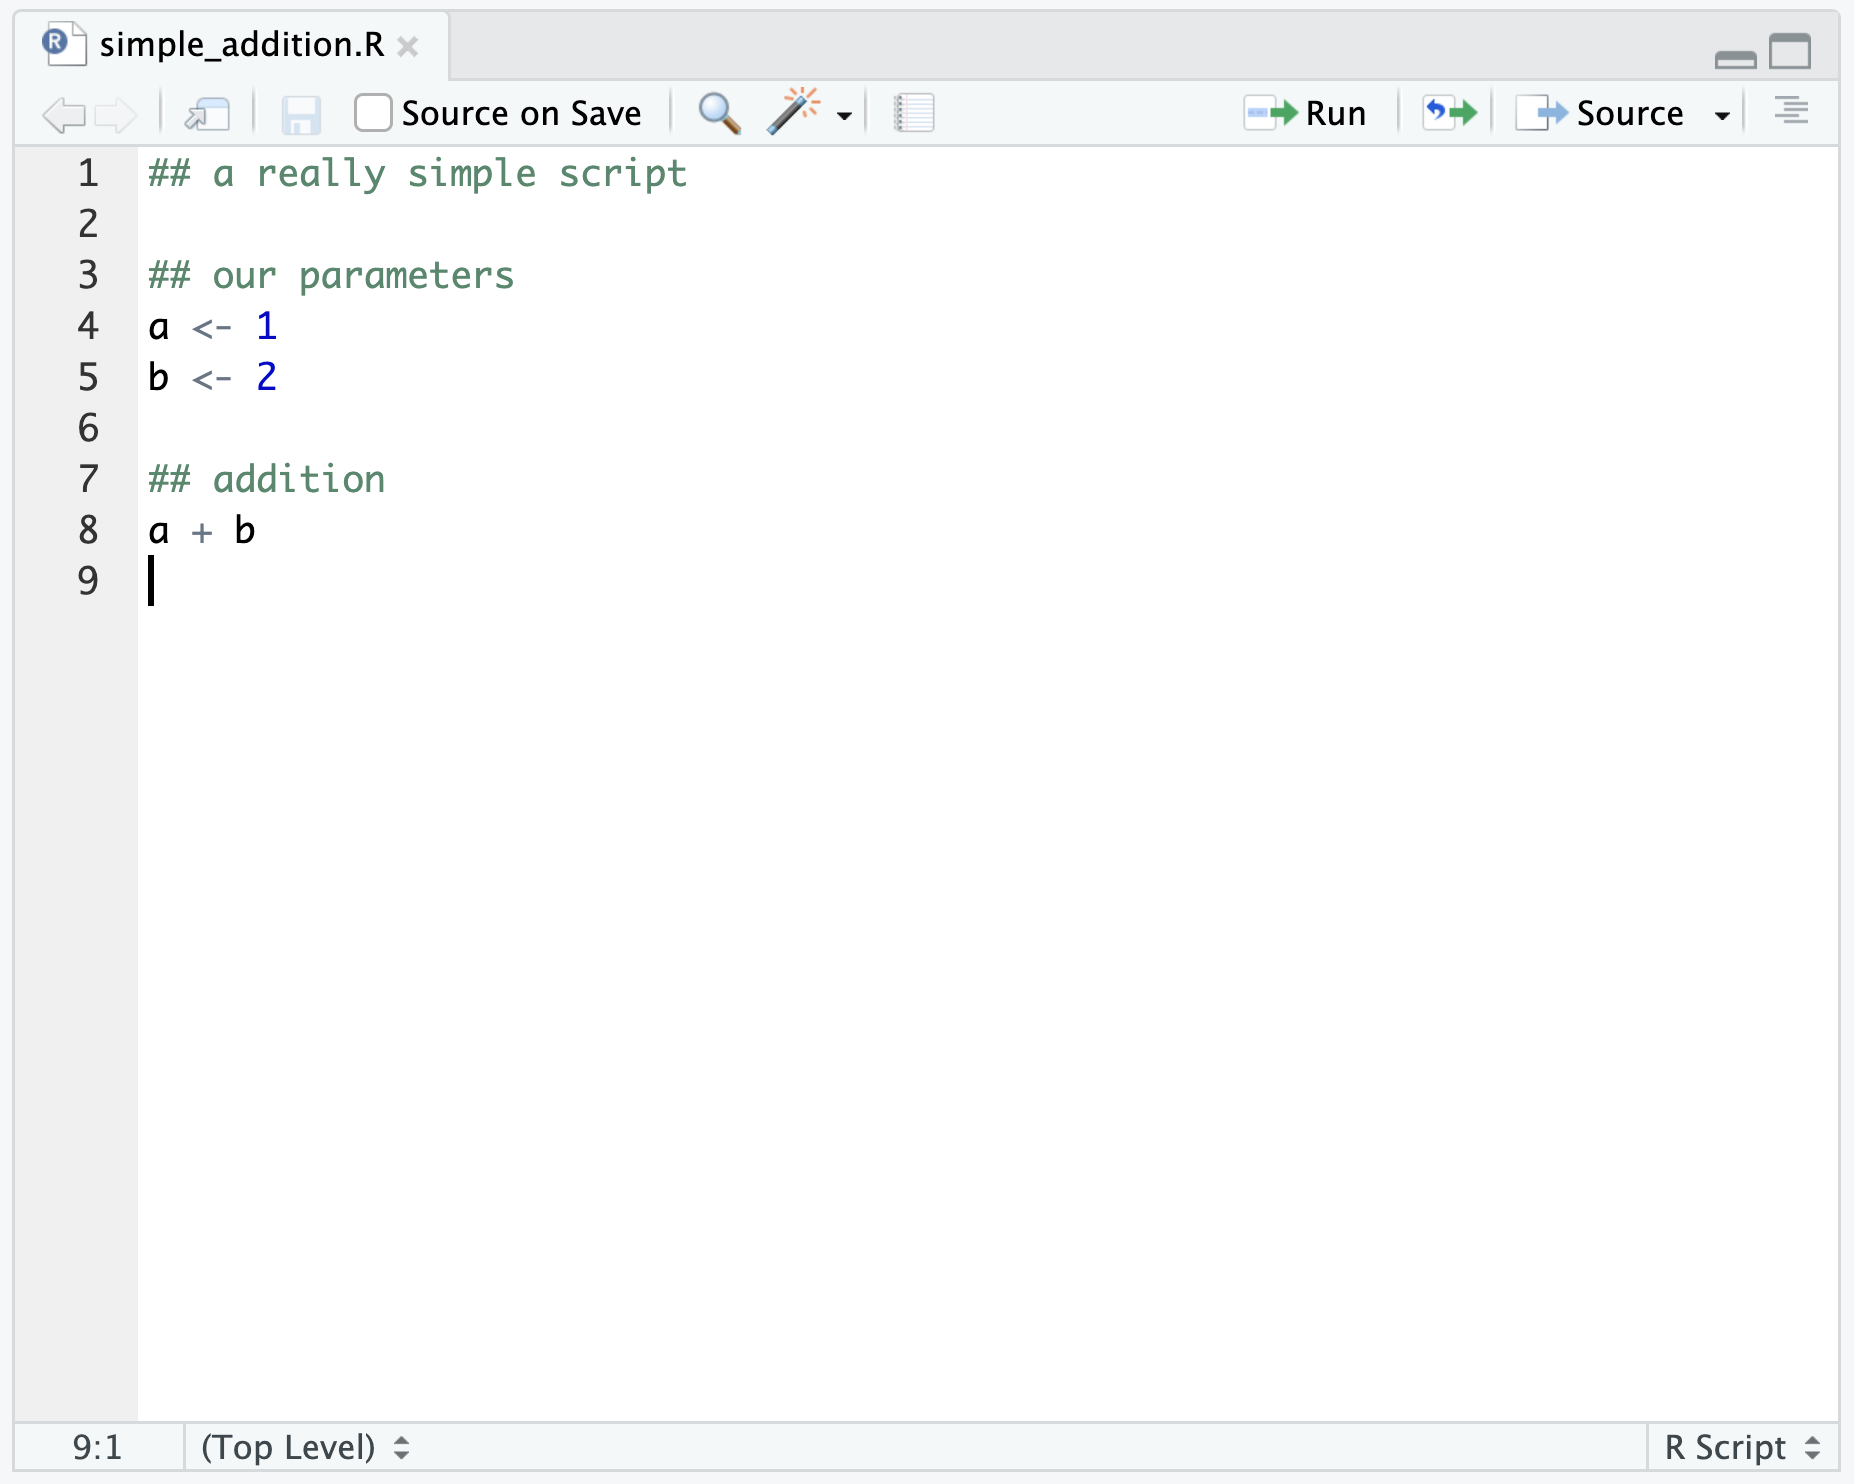 simple_addition.R
Source on Save
Run
Source
1 ## a really simple script
2
3 ## our parameters
4 a <- 1
5 b <- 2
6
7 ## addition
8 a + b
9
9:1 (Top Level) R Script